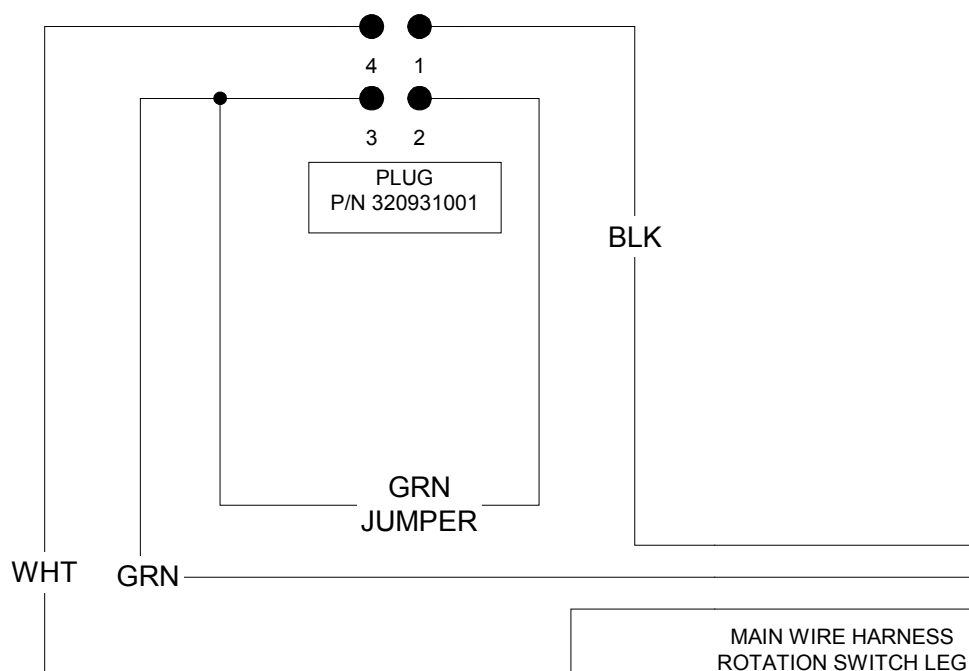 4 1
3 2
PLUG
P/N 320931001
BLK
GRN
JUMPER
WHT GRN
MAIN WIRE HARNESS
ROTATION SWITCH LEG